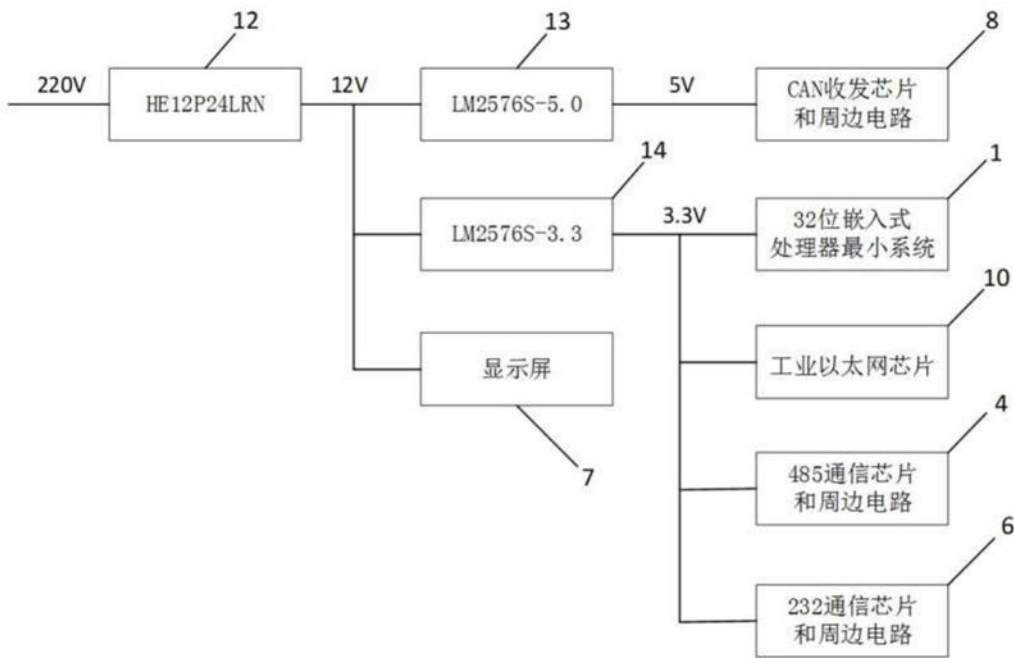 12
13
8
220V
HE12P24LRN
12V
LM2576S-5.0
5V
CAN收发芯片
和周边电路
14
1
LM2576S-3.3
3.3V
32位嵌入式
处理器最小系统
10
显示屏
工业以太网芯片
7
4
485通信芯片
和周边电路
6
232通信芯片
和周边电路